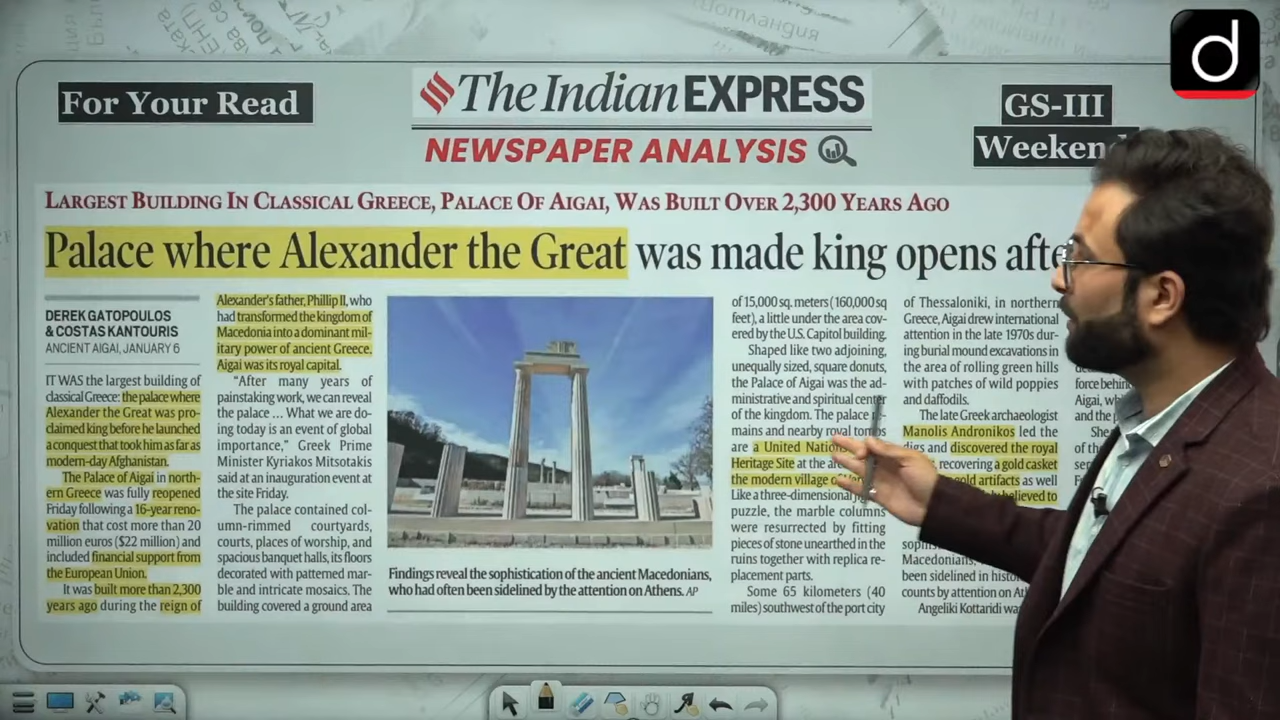 For Your Read
The Indian EXPRESS
NEWSPAPER ANALYSIS
GS-III
d
LARGEST BUILDING IN CLASSICAL GREECE, PALACE OF AIGAI, WAS BUILT OVER 2,300 YEARS AGO
Palace where Alexander the Great was made king opens
DEREK GATOPOULOS
& COSTAS KANTOURIS
ANCIENT AIGAI, JANUARY 6
IT WAS the largest building of
classical Greece: the palace where
Alexander the Great was pro-
claimed king before he launched
a conquest that took him as far as
modern-day Afghanistan.
The Palace of Aigai in north-
ern Greece was fully reopened
Friday following a 16-year reno-
vation that cost more than 20
million euros ($22 million) and
included financial support from
the European Union.
It was built more than 2,300
years ago during the reign of
Alexander's father, Phillip II, who
had transformed the kingdom of
Macedonia into a dominant mil-
itary power of ancient Greece.
Aigai was its royal capital.
"After many years of
painstaking work, we can reveal
the palace ... What we are do-
ing today is an event of global
importance," Greek Prime
Minister Kyriakos Mitsotakis
said at an inauguration event at
the site Friday.
The palace contained col-
umn-rimmed courtyards,
courts, places of worship, and
spacious banquet halls, its floors
decorated with patterned mar-
ble and intricate mosaics. The
building covered a ground area
Findings reveal the sophistication of the ancient Macedonians,
who had often been sidelined by the attention on Athens. AP
of 15,000 sq. meters (160,000 sq
feet), a little under the area cov-
ered by the U.S. Capitol building.
Shaped like two adjoining,
unequally sized, square donuts,
the Palace of Aigai was the ad-
ministrative and spiritual center
of the kingdom. The palace
mains and nearby royal tombs
are a United Nations
Heritage Site at the
the modern village
Like a three-dimensional
puzzle, the marble columns
were resurrected by fitting
pieces of stone unearthed in the
ruins together with replica re-
placement parts.
Some 65 kilometers (40
miles) southwest of the port city
of Thessaloniki, in northern
Greece, Aigai drew international
attention in the late 1970s dur-
ing burial mound excavations in
the area of rolling green hills
with patches of wild poppies
and daffodils.
The late Greek archaeologist
Manolis Andronikos led the
digs and discovered the royal
recovering a gold casket
gold artifacts as well
believed to
Macedonians,
been sidelined in
counts by attention on
Angeliki Kottaridi
force
Aigai,
and the